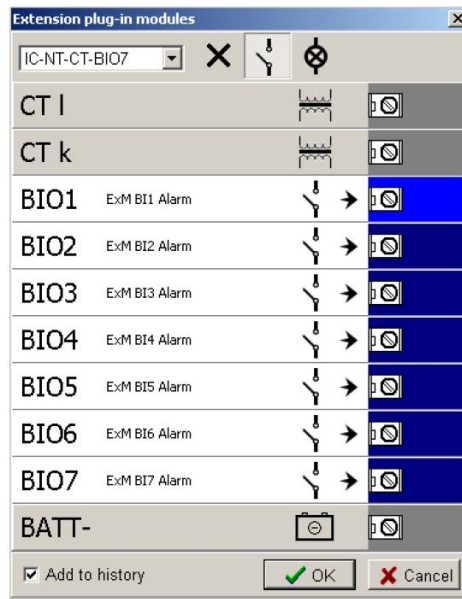 Extension plug-in modules
IC-NT-CT-BIO7
CT l
CT k
BIO1 ExM BI1 Alarm
BIO2 ExM BI2 Alarm
BIO3 ExM BI3 Alarm
BIO4 ExM BI4 Alarm
BIO5 ExM BI5 Alarm
BIO6 ExM BI6 Alarm
BIO7 ExM BI7 Alarm
BATT-
Add to history OK Cancel